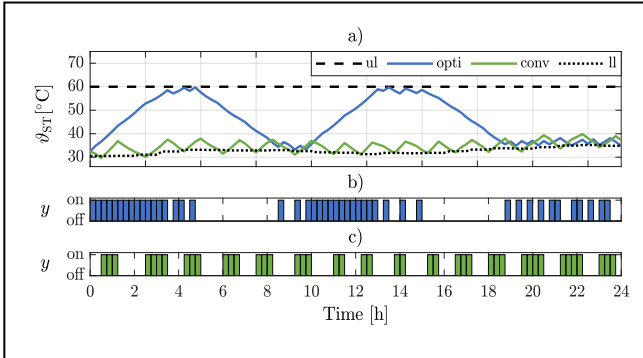 a)
ul opti conv ll
70
60
50
40
30
ϑST[°C]
b)
on
y
off
c)
on
y
off
0 2 4 6 8 10 12 14 16 18 20 22 24
Time [h]